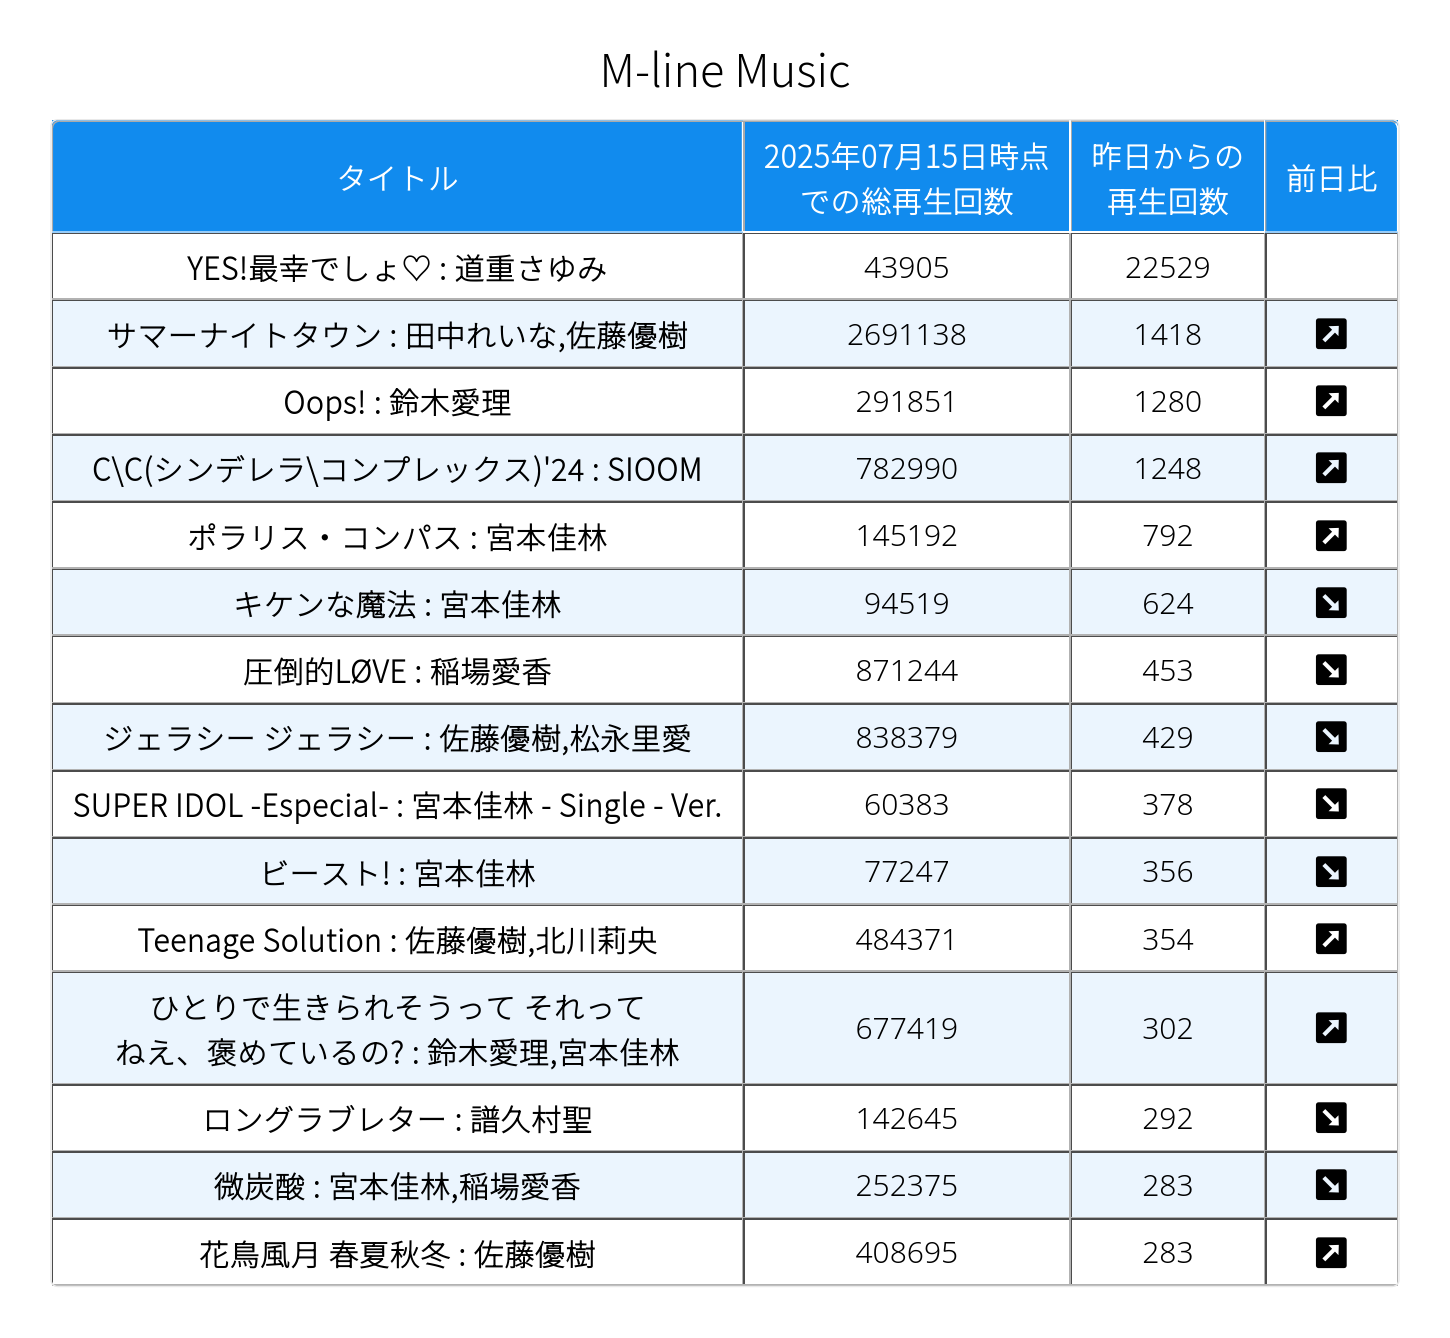 M-line Music
タイトル 2025年07月15日時点での総再生回数 昨日からの再生回数 前日比
YES!最幸でしょ♡ : 道重さゆみ 43905 22529
サマーナイトタウン : 田中れいな,佐藤優樹 2691138 1418 ↗
Oops! : 鈴木愛理 291851 1280 ↗
C\C(シンデレラ\コンプレックス)'24 : SIOOM 782990 1248 ↗
ポラリス・コンパス : 宮本佳林 145192 792 ↗
キケンな魔法 : 宮本佳林 94519 624 ↘
圧倒的LØVE : 稲場愛香 871244 453 ↘
ジェラシー ジェラシー : 佐藤優樹,松永里愛 838379 429 ↘
SUPER IDOL -Especial- : 宮本佳林 - Single - Ver. 60383 378 ↘
ビースト! : 宮本佳林 77247 356 ↘
Teenage Solution : 佐藤優樹,北川莉央 484371 354 ↗
ひとりで生きられそうって それって
ねえ、褒めているの? : 鈴木愛理,宮本佳林 677419 302 ↗
ロングラブレター : 譜久村聖 142645 292 ↘
微炭酸 : 宮本佳林,稲場愛香 252375 283 ↘
花鳥風月 春夏秋冬 : 佐藤優樹 408695 283 ↗